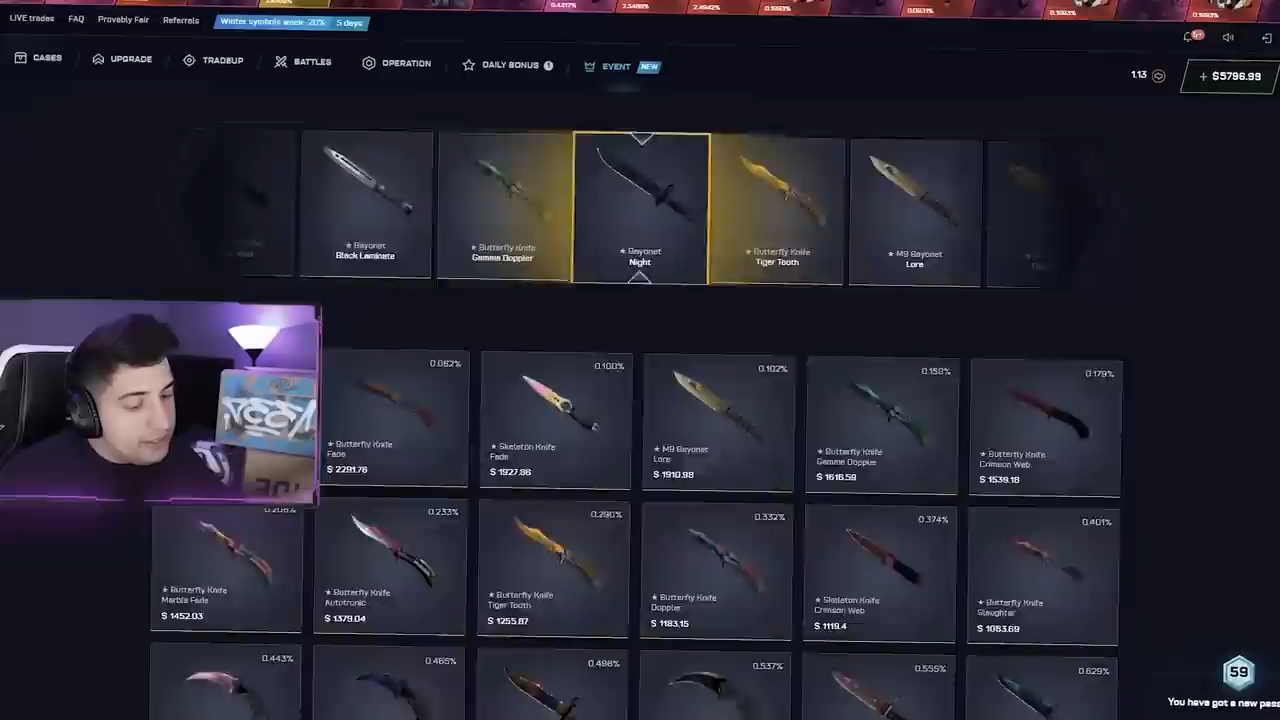 LIVE trades FAQ Provably Fair Referrals Winter symbols week -20% 5 days
5+
CASES UPGRADE TRADEUP BATTLES OPERATION DAILY BONUS EVENT NEW
1.13 + $5796.99
★ Bayonet
Black Laminate
★ Butterfly Knife
Gamma Doppler
★ Bayonet
Night
★ Butterfly Knife
Tiger Tooth
★ M9 Bayonet
Lore
0.062%
Butterfly Knife
Fade
$ 2291.76
0.100%
★ Skeleton Knife
Fade
$ 1927.86
0.102%
★ M9 Bayonet
Lore
$ 1910.98
0.158%
★ Butterfly Knife
Gamma Doppler
$ 1616.59
0.179%
★ Butterfly Knife
Crimson Web
$ 1539.18
★ Butterfly Knife
Marble Fade
$ 1452.03
0.233%
★ Butterfly Knife
Autotronic
$ 1379.04
0.290%
★ Butterfly Knife
Tiger Tooth
$ 1255.87
0.332%
★ Butterfly Knife
Doppler
$ 1183.15
0.374%
★ Skeleton Knife
Crimson Web
$ 1119.4
0.401%
★ Butterfly Knife
Slaughter
$ 1083.69
0.443%
0.465%
0.496%
0.537%
0.555%
0.629%
59
You have got a new pass